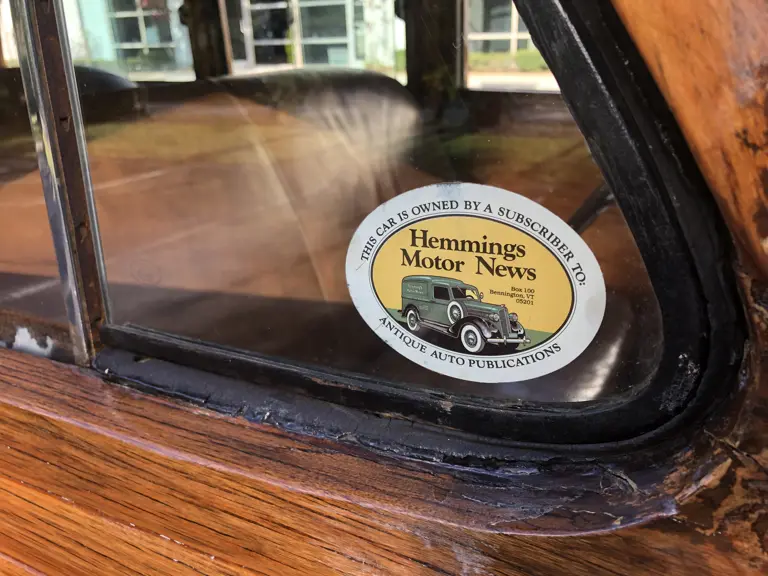 THIS CAR IS OWNED BY A SUBSCRIBER TO:
Hemmings
Motor News
Box 100
Bennington, VT
05201
ANTIQUE AUTO PUBLICATIONS